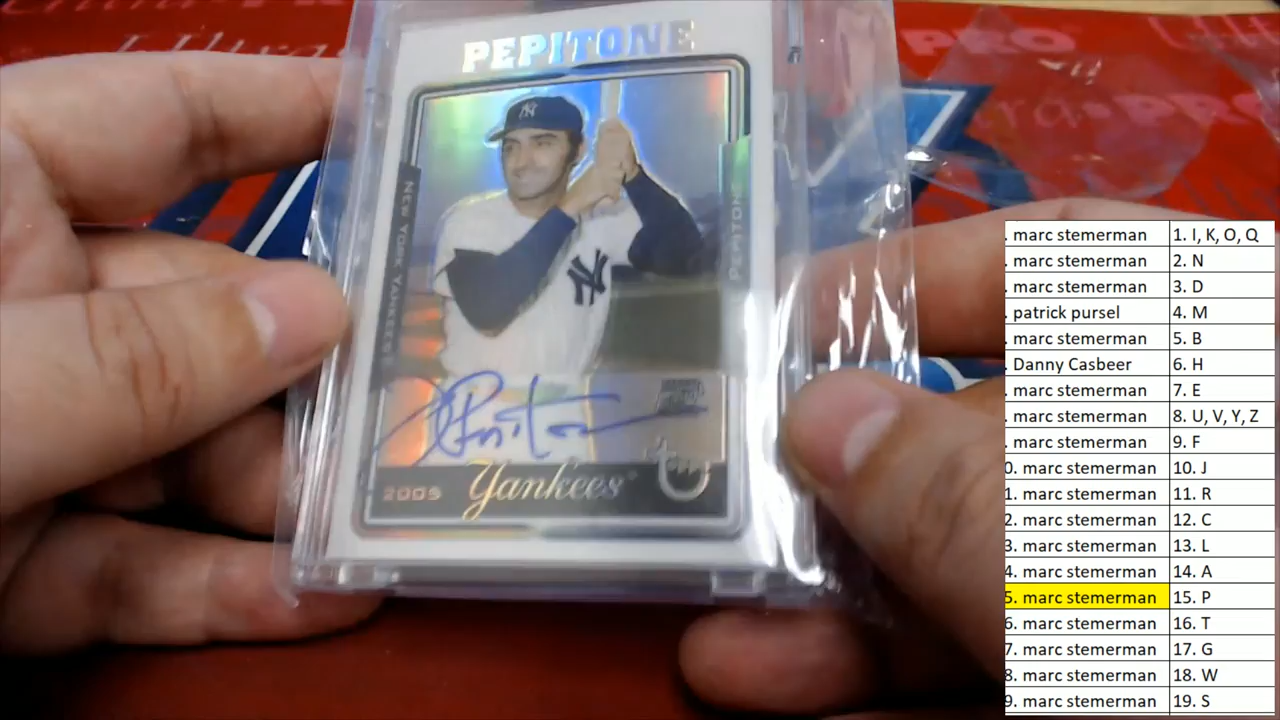 PEPITONE
NEW YORK YANKEES
PEPITONE
2005 Yankees
PRO
. marc stemerman 1. I, K, O, Q
. marc stemerman 2. N
. marc stemerman 3. D
. patrick pursel 4. M
. marc stemerman 5. B
. Danny Casbeer 6. H
. marc stemerman 7. E
. marc stemerman 8. U, V, Y, Z
. marc stemerman 9. F
0. marc stemerman 10. J
1. marc stemerman 11. R
2. marc stemerman 12. C
3. marc stemerman 13. L
4. marc stemerman 14. A
5. marc stemerman 15. P
6. marc stemerman 16. T
7. marc stemerman 17. G
8. marc stemerman 18. W
9. marc stemerman 19. S